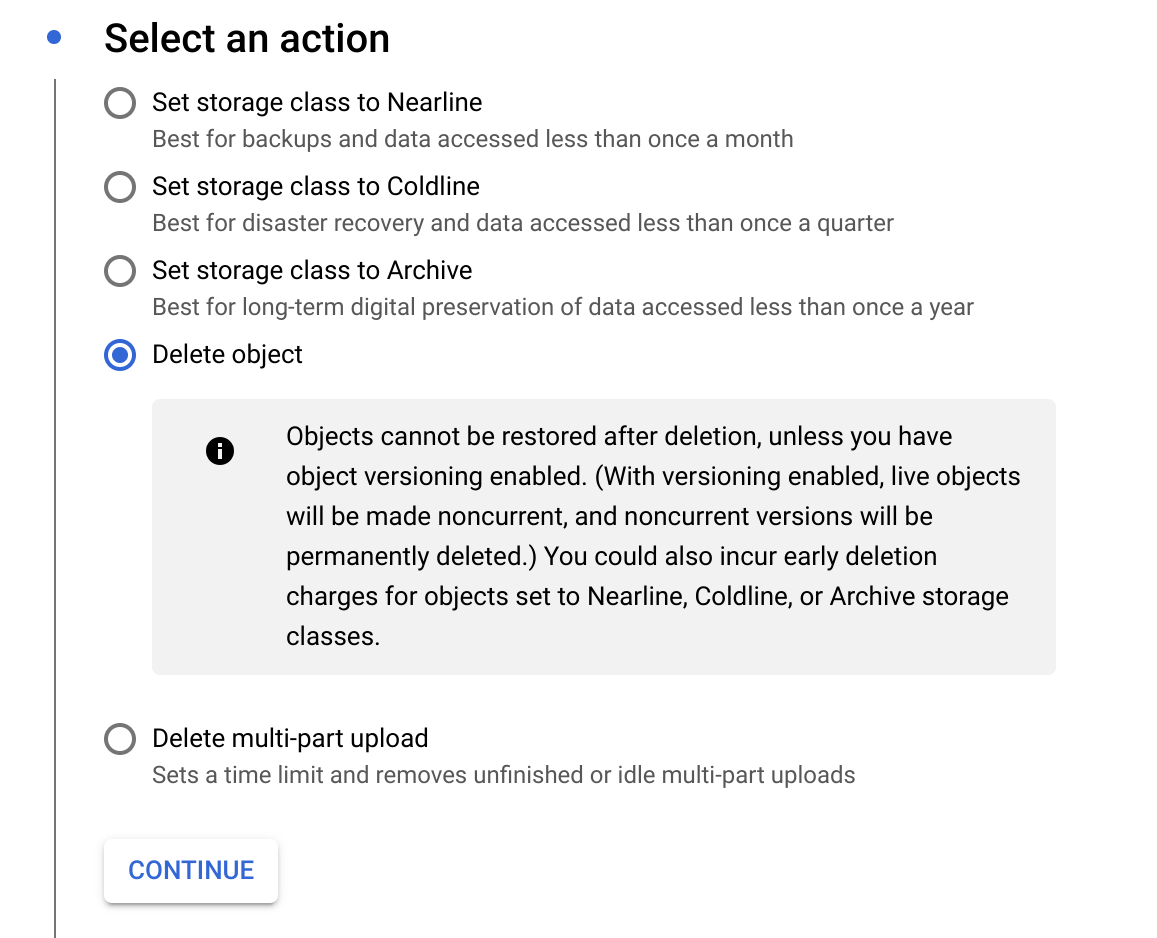 Select an action
Set storage class to Nearline
Best for backups and data accessed less than once a month
Set storage class to Coldline
Best for disaster recovery and data accessed less than once a quarter
Set storage class to Archive
Best for long-term digital preservation of data accessed less than once a year
Delete object
Objects cannot be restored after deletion, unless you have
object versioning enabled. (With versioning enabled, live objects
will be made noncurrent, and noncurrent versions will be
permanently deleted.) You could also incur early deletion
charges for objects set to Nearline, Coldline, or Archive storage
classes.
Delete multi-part upload
Sets a time limit and removes unfinished or idle multi-part uploads
CONTINUE